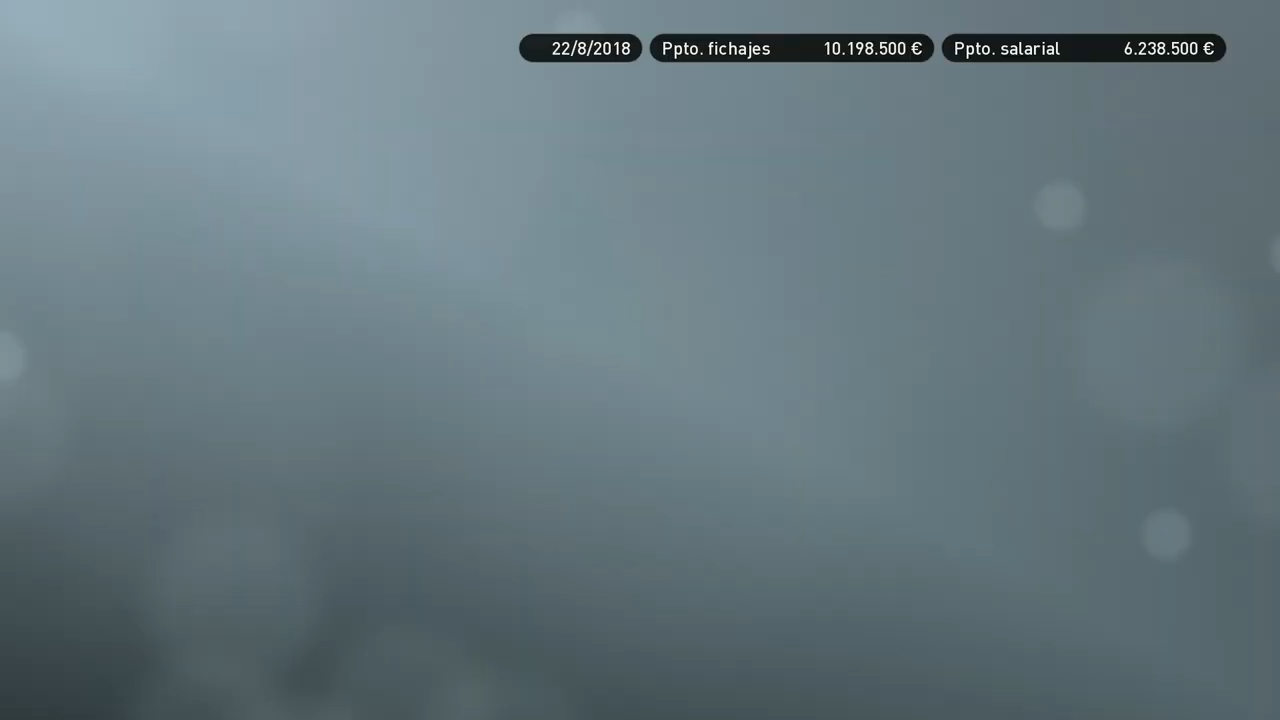 22/8/2018 Ppto. fichajes 10.198.500 € Ppto. salarial 6.238.500 €